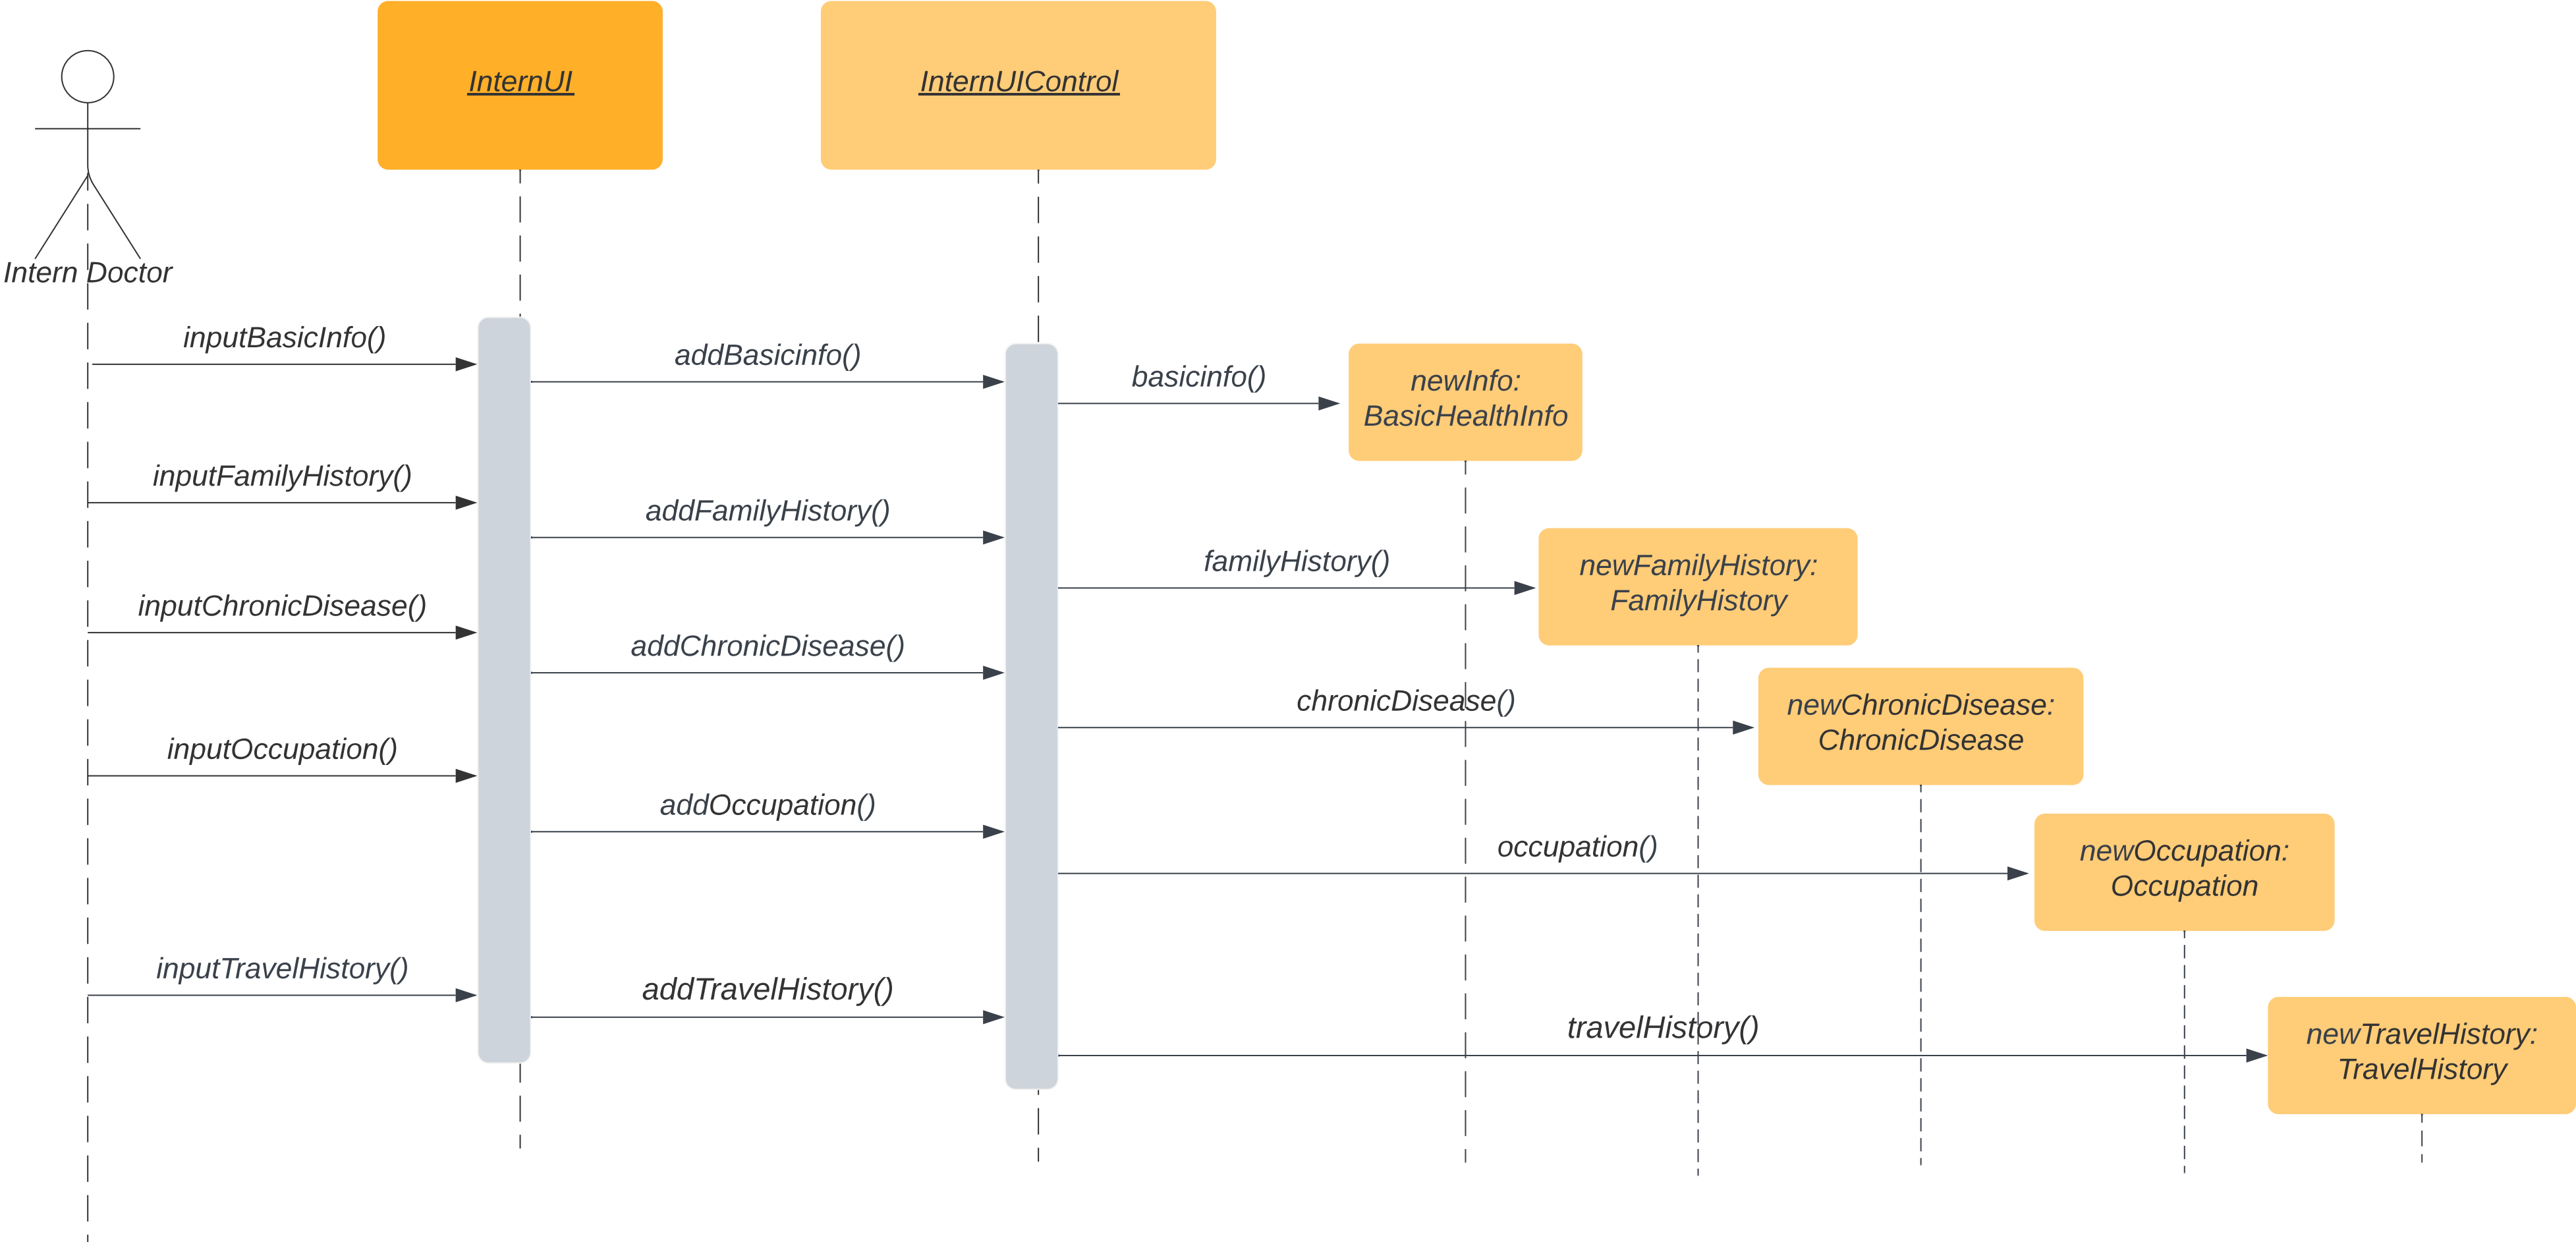 InternUI
InternUIControl
Intern Doctor
inputBasicInfo()
addBasicinfo()
basicinfo()
newInfo:
BasicHealthInfo
inputFamilyHistory()
addFamilyHistory()
familyHistory()
newFamilyHistory:
FamilyHistory
inputChronicDisease()
addChronicDisease()
chronicDisease()
newChronicDisease:
ChronicDisease
inputOccupation()
addOccupation()
occupation()
newOccupation:
Occupation
inputTravelHistory()
addTravelHistory()
travelHistory()
newTravelHistory:
TravelHistory